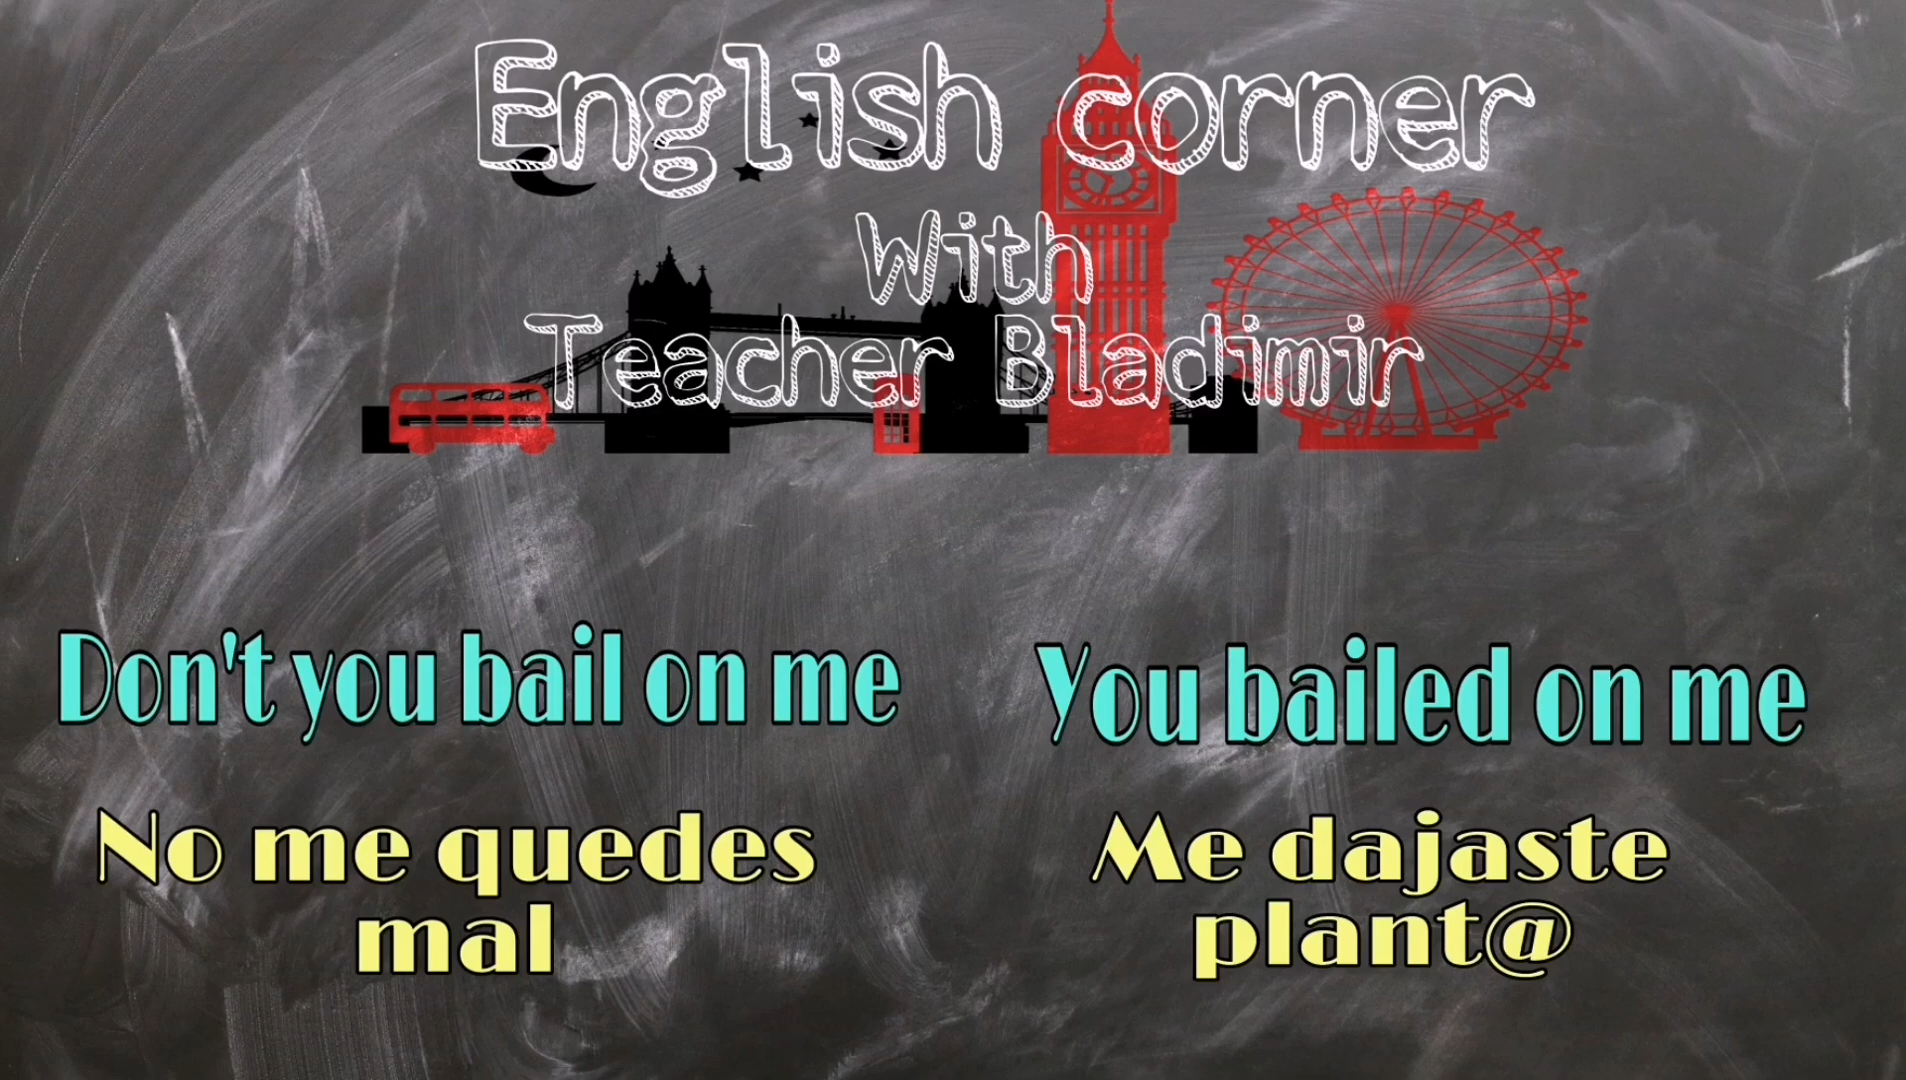 English corner
With
Teacher Bladimir
Don't you bail on me
No me quedes
mal
You bailed on me
Me dajaste
plant@